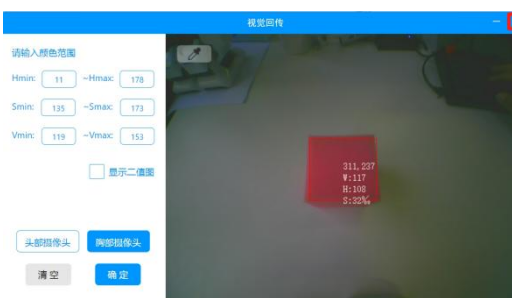 视觉回传
请输入颜色范围
Hmin: 11 ~Hmax: 178
Smin: 135 ~Smax: 173
Vmin: 119 ~Vmax: 153
显示二值图
头部摄像头 胸部摄像头
清空 确定
311,237
W:117
H:108
S:32‰